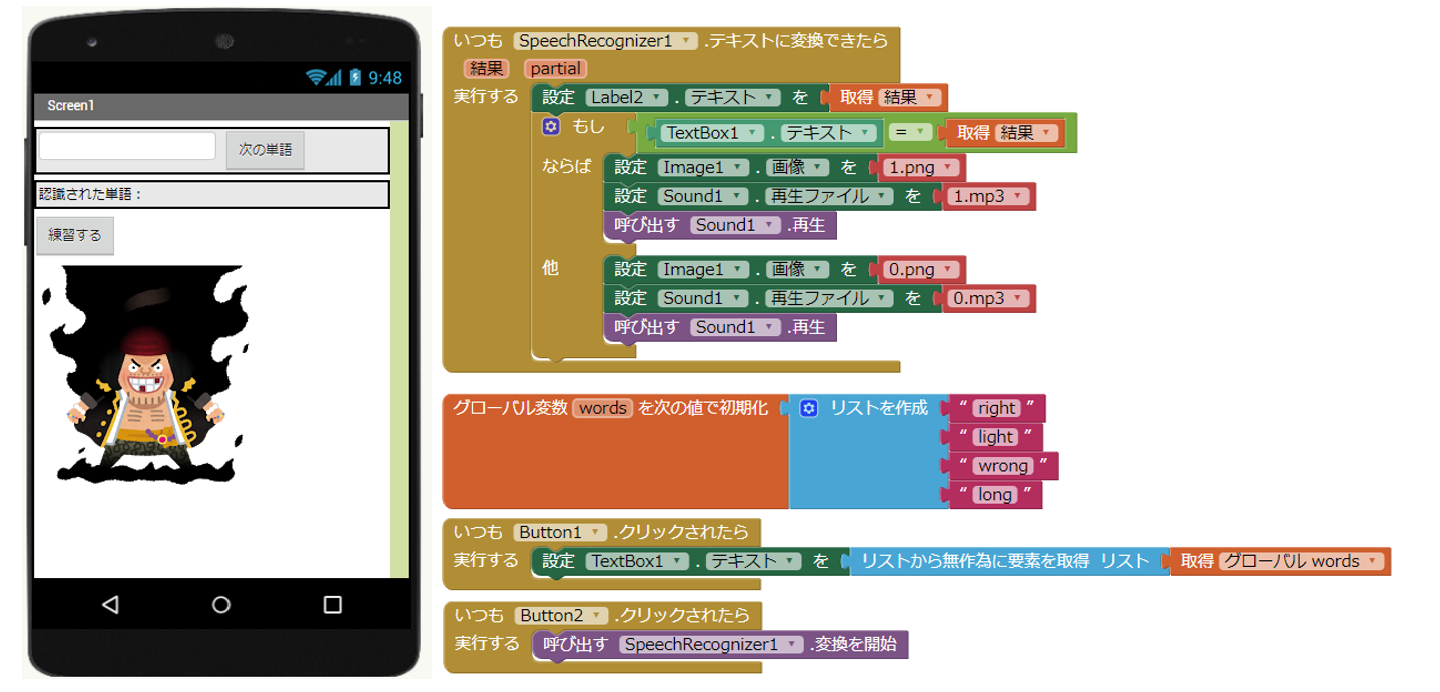 9:48
Screen1
次の単語
認識された単語：
練習する
いつも SpeechRecognizer1 .テキストに変換できたら
結果 partial
実行する 設定 Label2 . テキスト を 取得 結果
もし TextBox1 . テキスト = 取得 結果
ならば 設定 Image1 . 画像 を 1.png
設定 Sound1 . 再生ファイル を 1.mp3
呼び出す Sound1 .再生
他 設定 Image1 . 画像 を 0.png
設定 Sound1 . 再生ファイル を 0.mp3
呼び出す Sound1 .再生
グローバル変数 words を次の値で初期化 リストを作成 “ right ”
“ light ”
“ wrong ”
“ long ”
いつも Button1 .クリックされたら
実行する 設定 TextBox1 . テキスト を リストから無作為に要素を取得 リスト 取得 グローバル words
いつも Button2 .クリックされたら
実行する 呼び出す SpeechRecognizer1 .変換を開始